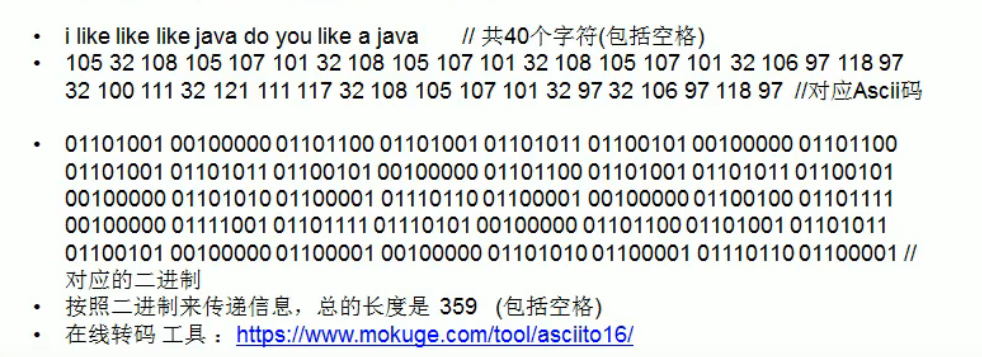 • i like like like java do you like a java // 共40个字符(包括空格)
• 105 32 108 105 107 101 32 108 105 107 101 32 108 105 107 101 32 106 97 118 97
32 100 111 32 121 111 117 32 108 105 107 101 32 97 32 106 97 118 97 //对应Ascii码
• 01101001 00100000 01101100 01101001 01101011 01100101 00100000 01101100
01101001 01101011 01100101 00100000 01101100 01101001 01101011 01100101
00100000 01101010 01100001 01110110 01100001 00100000 01100100 01101111
00100000 01111001 01101111 01110101 00100000 01101100 01101001 01101011
01100101 00100000 01100001 00100000 01101010 01100001 01110110 01100001 //
对应的二进制
• 按照二进制来传递信息，总的长度是 359 (包括空格)
• 在线转码 工具 ：https://www.mokuge.com/tool/asciito16/